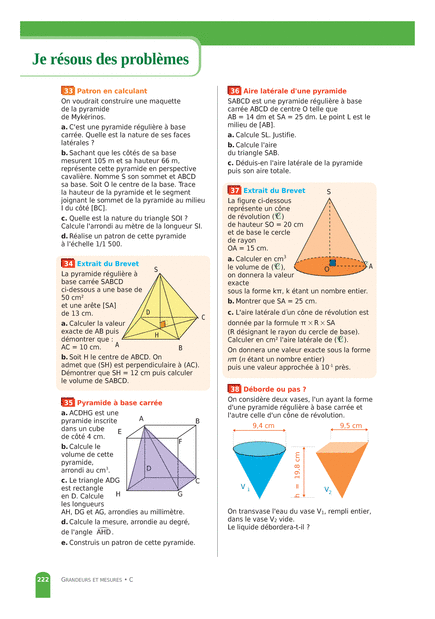 Je résous des problèmes
33 Patron en calculant
On voudrait construire une maquette
de la pyramide
de Mykérinos.
a. C'est une pyramide régulière à base
carrée. Quelle est la nature de ses faces
latérales ?
b. Sachant que les côtés de sa base
mesurent 105 m et sa hauteur 66 m,
représente cette pyramide en perspective
cavalière. Nomme S son sommet et ABCD
sa base. Soit O le centre de la base. Trace
la hauteur de la pyramide et le segment
joignant le sommet de la pyramide au milieu
I du côté [BC].
c. Quelle est la nature du triangle SOI ?
Calcule l'arrondi au mètre de la longueur SI.
d. Réalise un patron de cette pyramide
à l'échelle 1/1 500.
34 Extrait du Brevet
La pyramide régulière à
base carrée SABCD
ci-dessous a une base de
50 cm²
et une arête [SA]
de 13 cm.
a. Calculer la valeur
exacte de AB puis
démontrer que :
AC = 10 cm.
S
D
C
H
A
B
b. Soit H le centre de ABCD. On
admet que (SH) est perpendiculaire à (AC).
Démontrer que SH = 12 cm puis calculer
le volume de SABCD.
35 Pyramide à base carrée
a. ACDHG est une
pyramide inscrite
dans un cube
de côté 4 cm.
b. Calcule le
volume de cette
pyramide,
arrondi au cm³.
c. Le triangle ADG
est rectangle
en D. Calcule
les longueurs
AH, DG et AG, arrondies au millimètre.
A
B
E
F
D
C
H
G
d. Calcule la mesure, arrondie au degré,
de l'angle AHD.
e. Construis un patron de cette pyramide.
36 Aire latérale d'une pyramide
SABCD est une pyramide régulière à base
carrée ABCD de centre O telle que
AB = 14 dm et SA = 25 dm. Le point L est le
milieu de [AB].
a. Calcule SL. Justifie.
b. Calcule l'aire
du triangle SAB.
c. Déduis-en l'aire latérale de la pyramide
puis son aire totale.
37 Extrait du Brevet
La figure ci-dessous
représente un cône
de révolution (C)
de hauteur SO = 20 cm
et de base le cercle
de rayon
OA = 15 cm.
a. Calculer en cm³
le volume de (C),
on donnera la valeur
exacte
sous la forme kπ, k étant un nombre entier.
S
O
A
b. Montrer que SA = 25 cm.
c. L'aire latérale d'un cône de révolution est
donnée par la formule π × R × SA
(R désignant le rayon du cercle de base).
Calculer en cm² l'aire latérale de (C).
On donnera une valeur exacte sous la forme
nπ (n étant un nombre entier)
puis une valeur approchée à 10⁻¹ près.
38 Déborde ou pas ?
On considère deux vases, l'un ayant la forme
d'une pyramide régulière à base carrée et
l'autre celle d'un cône de révolution.
9,4 cm
9,5 cm
h = 19,8 cm
V₁
V₂
On transvase l'eau du vase V₁, rempli entier,
dans le vase V₂ vide.
Le liquide débordera-t-il ?
222 GRANDEURS ET MESURES • C